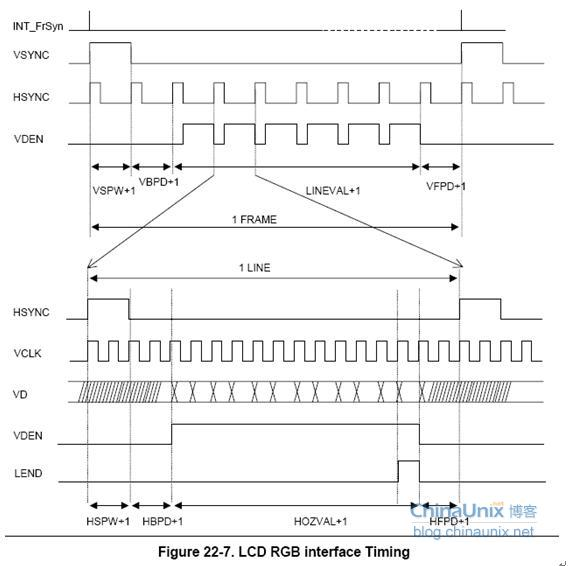 INT_FrSyn
VSYNC
HSYNC
VDEN
VSPW+1
VBPD+1
LINEVAL+1
VFPD+1
1 FRAME
1 LINE
HSYNC
VCLK
VD
VDEN
LEND
HSPW+1
HBPD+1
HOZVAL+1
HFPD+1
ChinaUnix.net 博客
blog.chinaunix.net
Figure 22-7. LCD RGB interface Timing